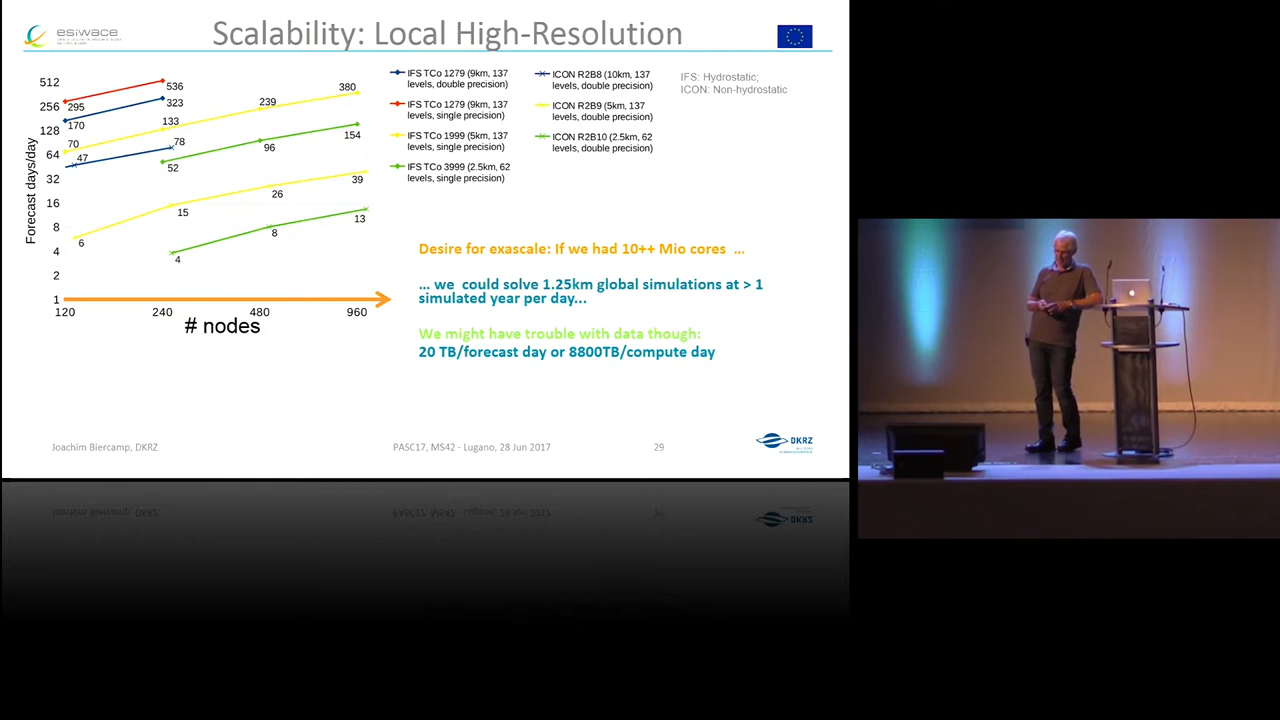 esiwace
Scalability: Local High-Resolution
512
256
128
64
32
16
8
4
2
1
Forecast days/day
120
240
480
960
# nodes
536
295
323
170
380
239
133
70
78
47
154
96
52
39
26
15
6
13
8
4
IFS TCo 1279 (9km, 137
levels, double precision)
IFS TCo 1279 (9km, 137
levels, single precision)
IFS TCo 1999 (5km, 137
levels, single precision)
IFS TCo 3999 (2.5km, 62
levels, single precision)
ICON R2B8 (10km, 137
levels, double precision)
ICON R2B9 (5km, 137
levels, double precision)
ICON R2B10 (2.5km, 62
levels, double precision)
IFS: Hydrostatic;
ICON: Non-hydrostatic
Desire for exascale: If we had 10++ Mio cores ...
... we could solve 1.25km global simulations at > 1
simulated year per day...
We might have trouble with data though:
20 TB/forecast day or 8800TB/compute day
Joachim Biercamp, DKRZ
PASC17, MS42 - Lugano, 28 Jun 2017
29
DKRZ